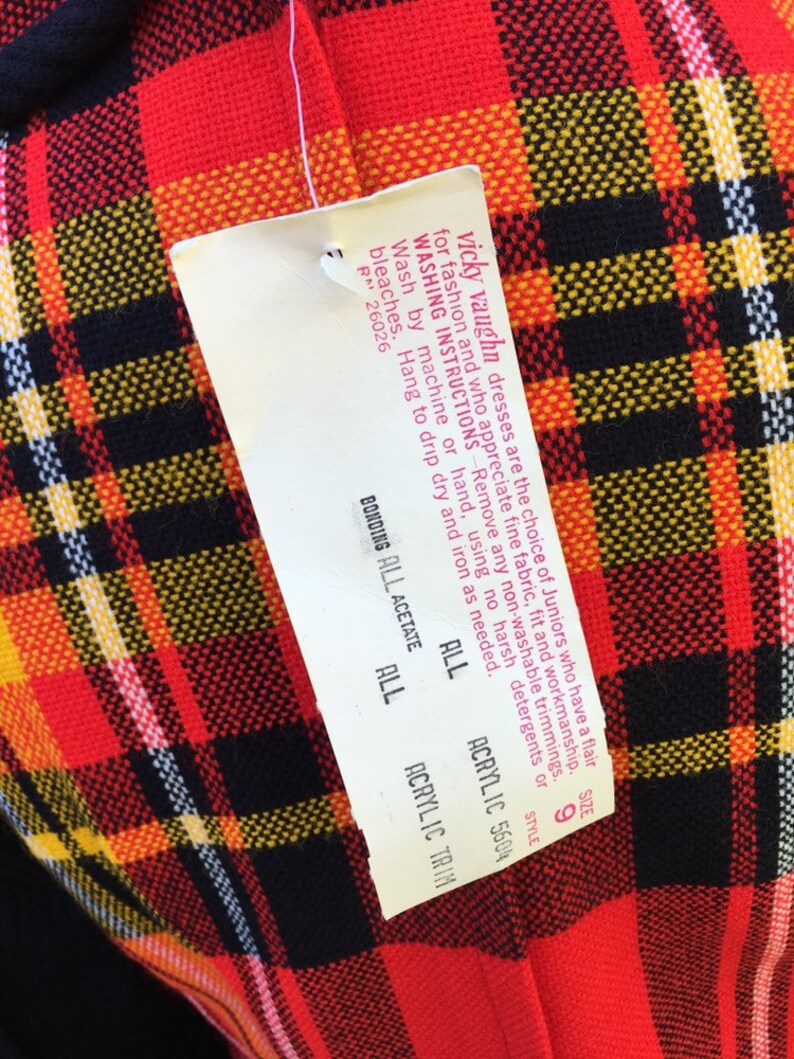 vicky vaughn dresses are the choice of Juniors who have a flair
for fashion and who appreciate fine fabric, fit and workmanship.
WASHING INSTRUCTIONS—Remove any non-washable trimmings.
Wash by machine or hand, using no harsh detergents or
bleaches. Hang to drip dry and iron as needed.
RN 26026
SIZE
9
STYLE
5604
ALL ACRYLIC
ALL ACRYLIC TRIM
BONDING ALL ACETATE